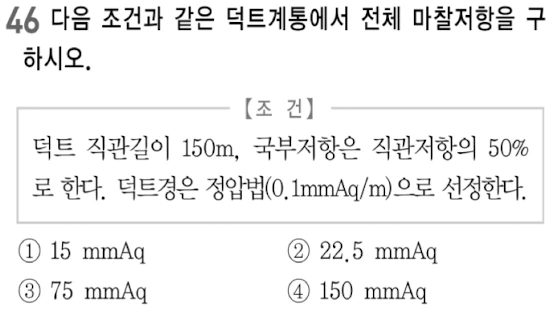 46 다음 조건과 같은 덕트계통에서 전체 마찰저항을 구
하시오.
【조 건】
덕트 직관길이 150m, 국부저항은 직관저항의 50%
로 한다. 덕트경은 정압법(0.1mmAq/m)으로 선정한다.
① 15 mmAq ② 22.5 mmAq
③ 75 mmAq ④ 150 mmAq